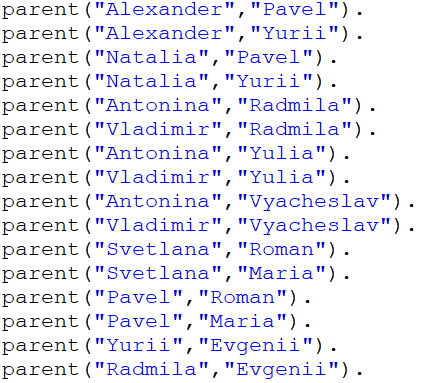 parent("Alexander","Pavel").
parent("Alexander","Yurii").
parent("Natalia","Pavel").
parent("Natalia","Yurii").
parent("Antonina","Radmila").
parent("Vladimir","Radmila").
parent("Antonina","Yulia").
parent("Vladimir","Yulia").
parent("Antonina","Vyacheslav").
parent("Vladimir","Vyacheslav").
parent("Svetlana","Roman").
parent("Svetlana","Maria").
parent("Pavel","Roman").
parent("Pavel","Maria").
parent("Yurii","Evgenii").
parent("Radmila","Evgenii").